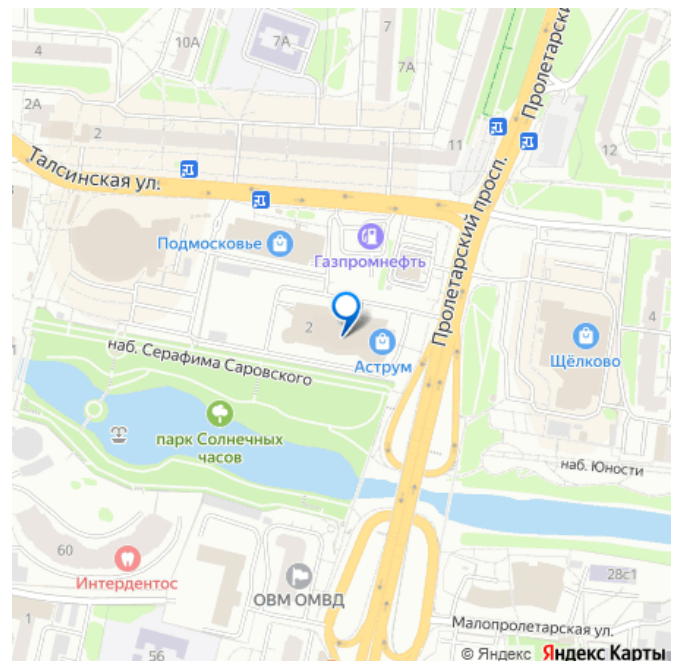 4
10А
7А
7
7А
2А
2
11
12
Пролетарский
Талсинская ул.
Пролетарский просп.
Подмосковье
Газпромнефть
2
Аструм
4
Щёлково
наб. Серафима Саровского
парк Солнечных
часов
наб. Юности
60
Интердентос
ОВМ ОМВД
28с1
1
56
Малопролетарская ул.
© Яндекс Яндекс Карты